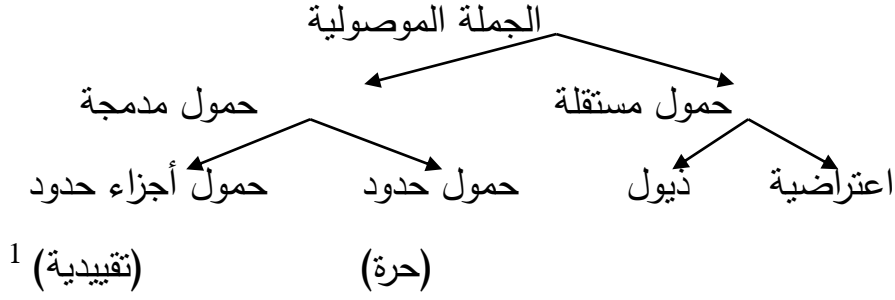 الجملة الموصولية
حمول مستقلة حمول مدمجة
اعتراضية ذيول حمول حدود حمول أجزاء حدود
(حرة) (تقييدية) 1